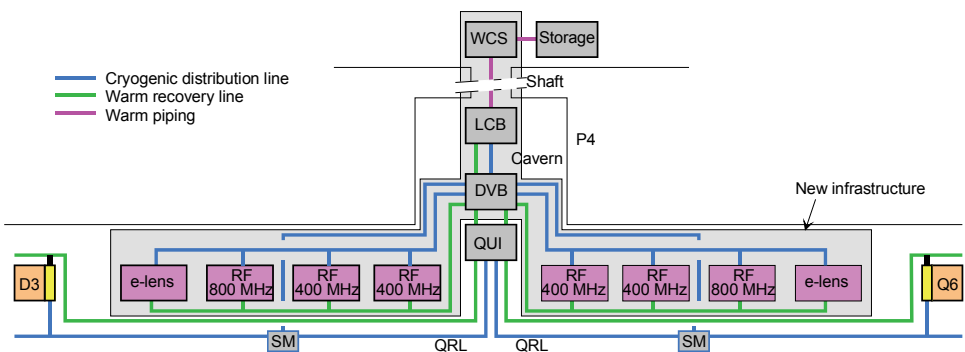 WCS
Storage
Cryogenic distribution line
Warm recovery line
Warm piping
Shaft
LCB
P4
Cavern
DVB
New infrastructure
QUI
D3
e-lens
RF
800 MHz
RF
400 MHz
RF
400 MHz
RF
400 MHz
RF
400 MHz
RF
800 MHz
e-lens
Q6
SM
QRL
QRL
SM